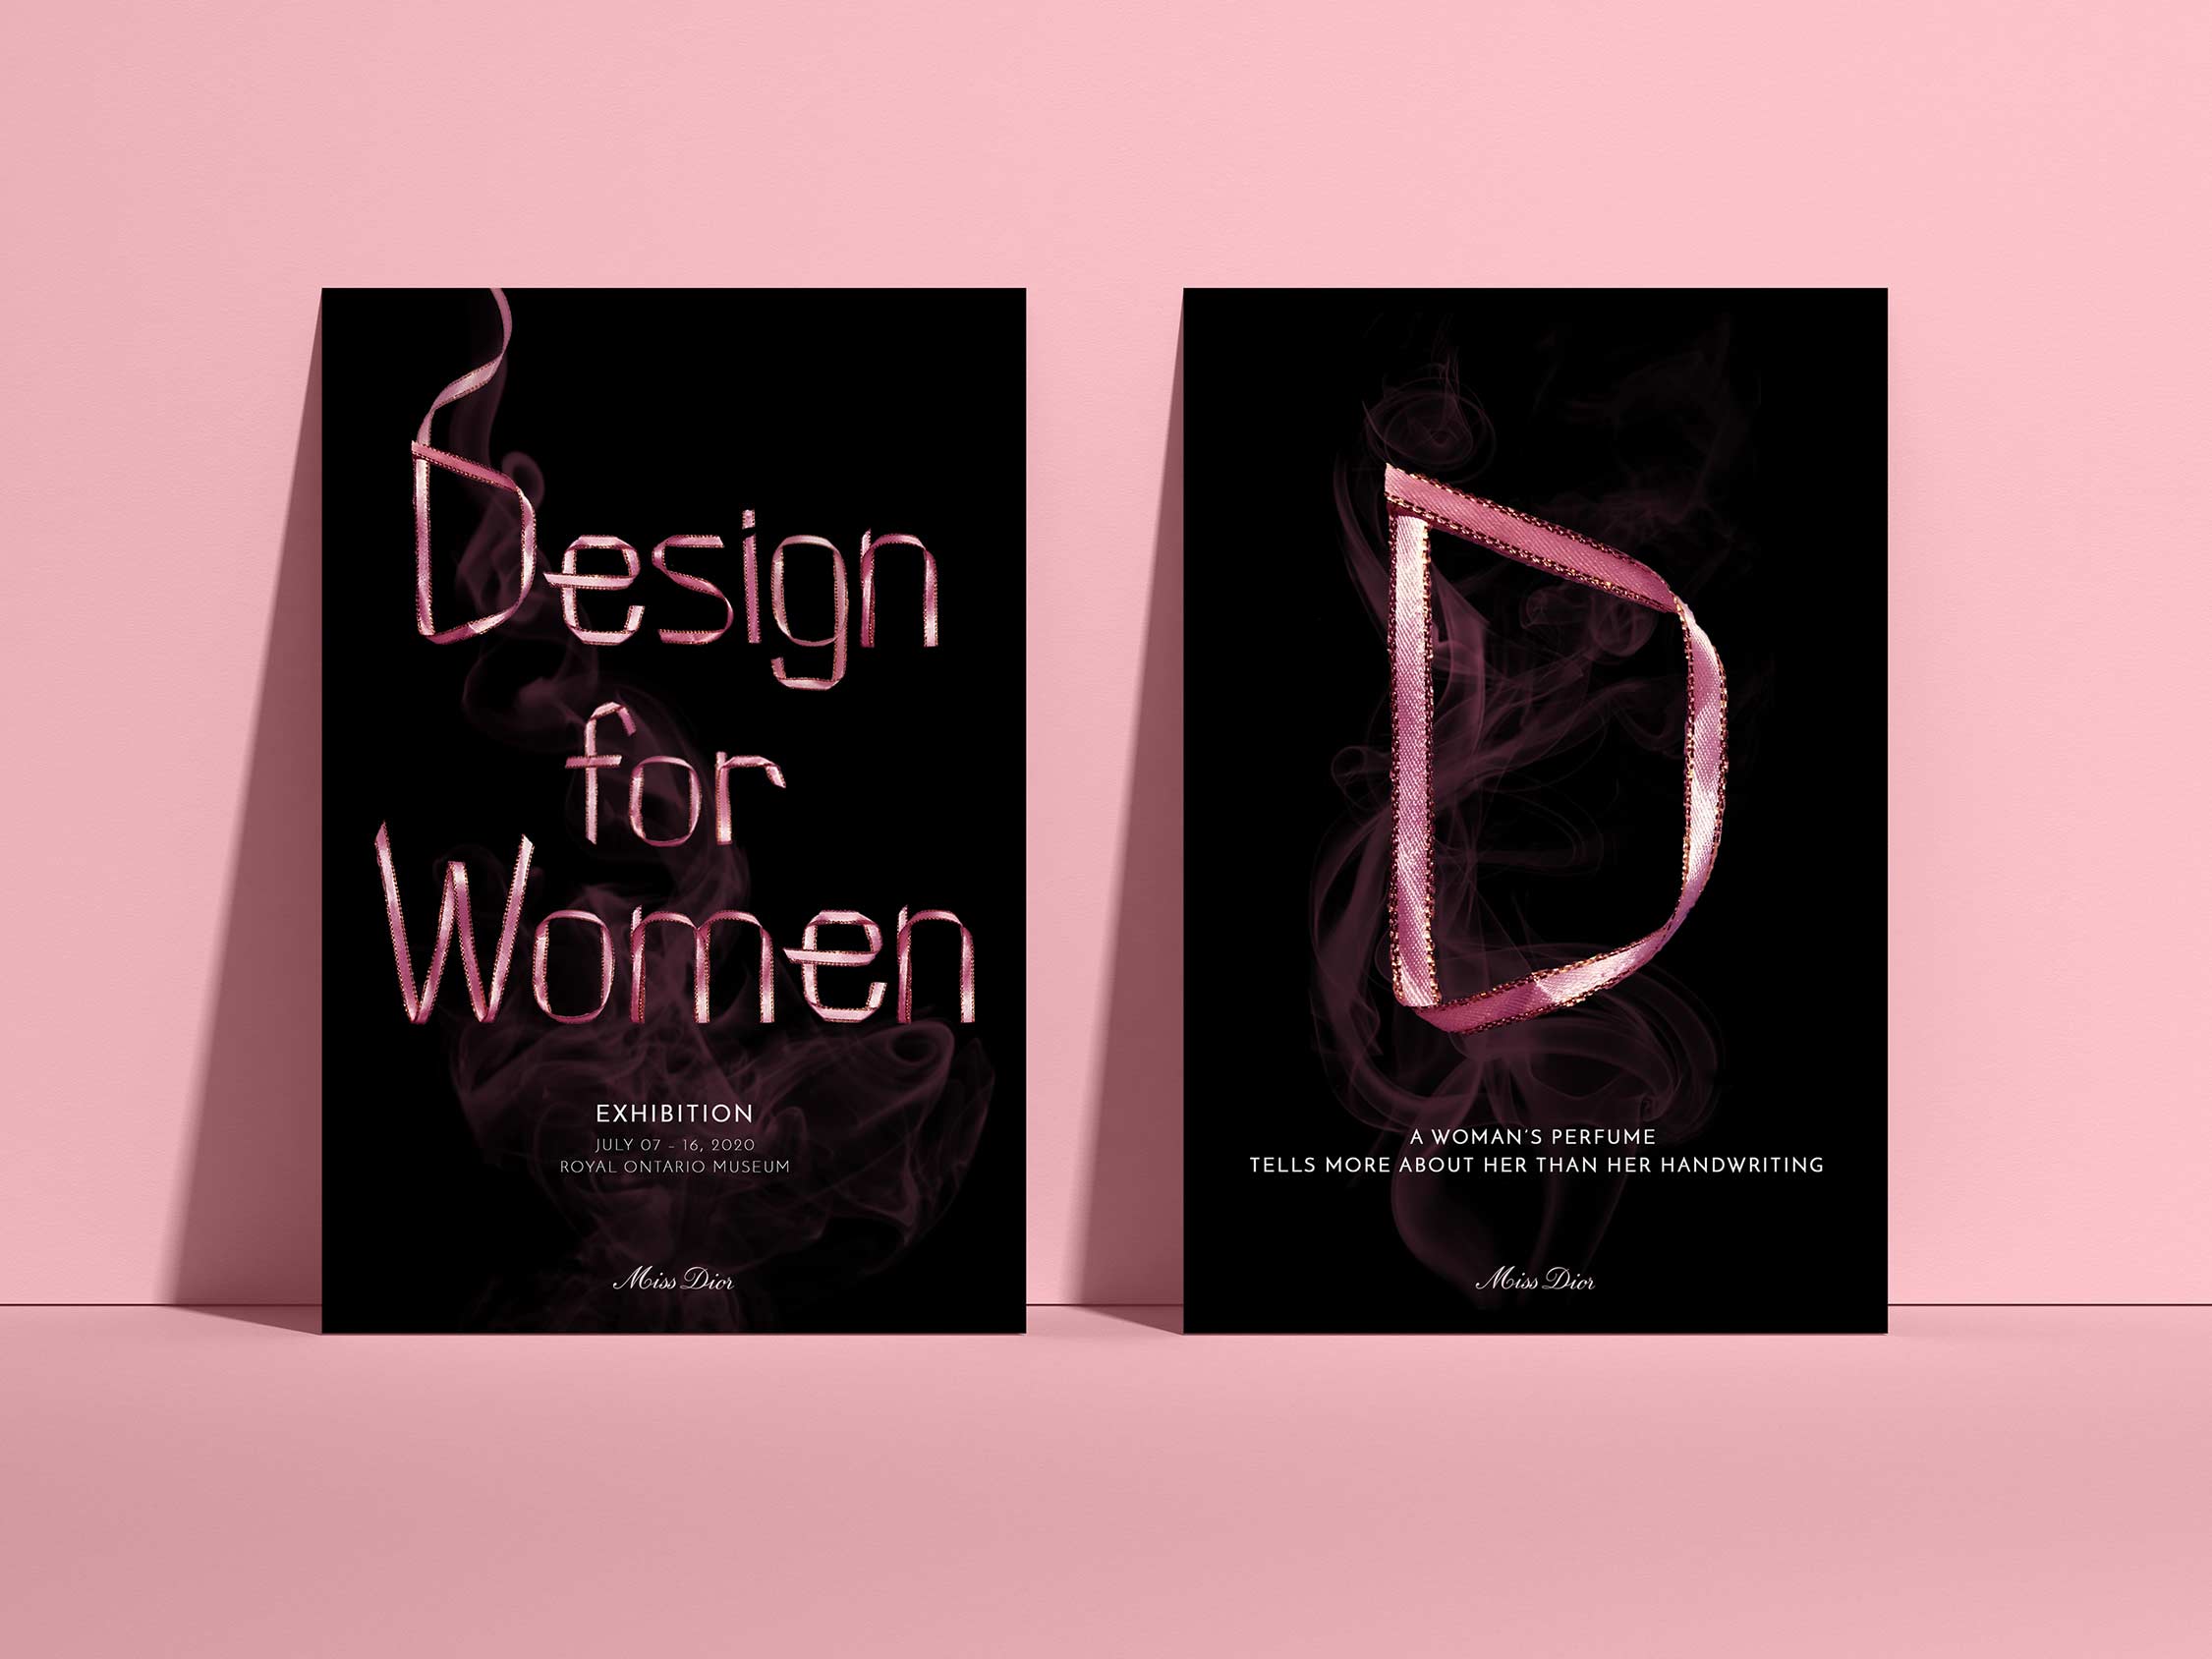 Design
for
Women
EXHIBITION
JULY 07 - 16, 2020
ROYAL ONTARIO MUSEUM
Miss Dior
D
A WOMAN'S PERFUME
TELLS MORE ABOUT HER THAN HER HANDWRITING
Miss Dior